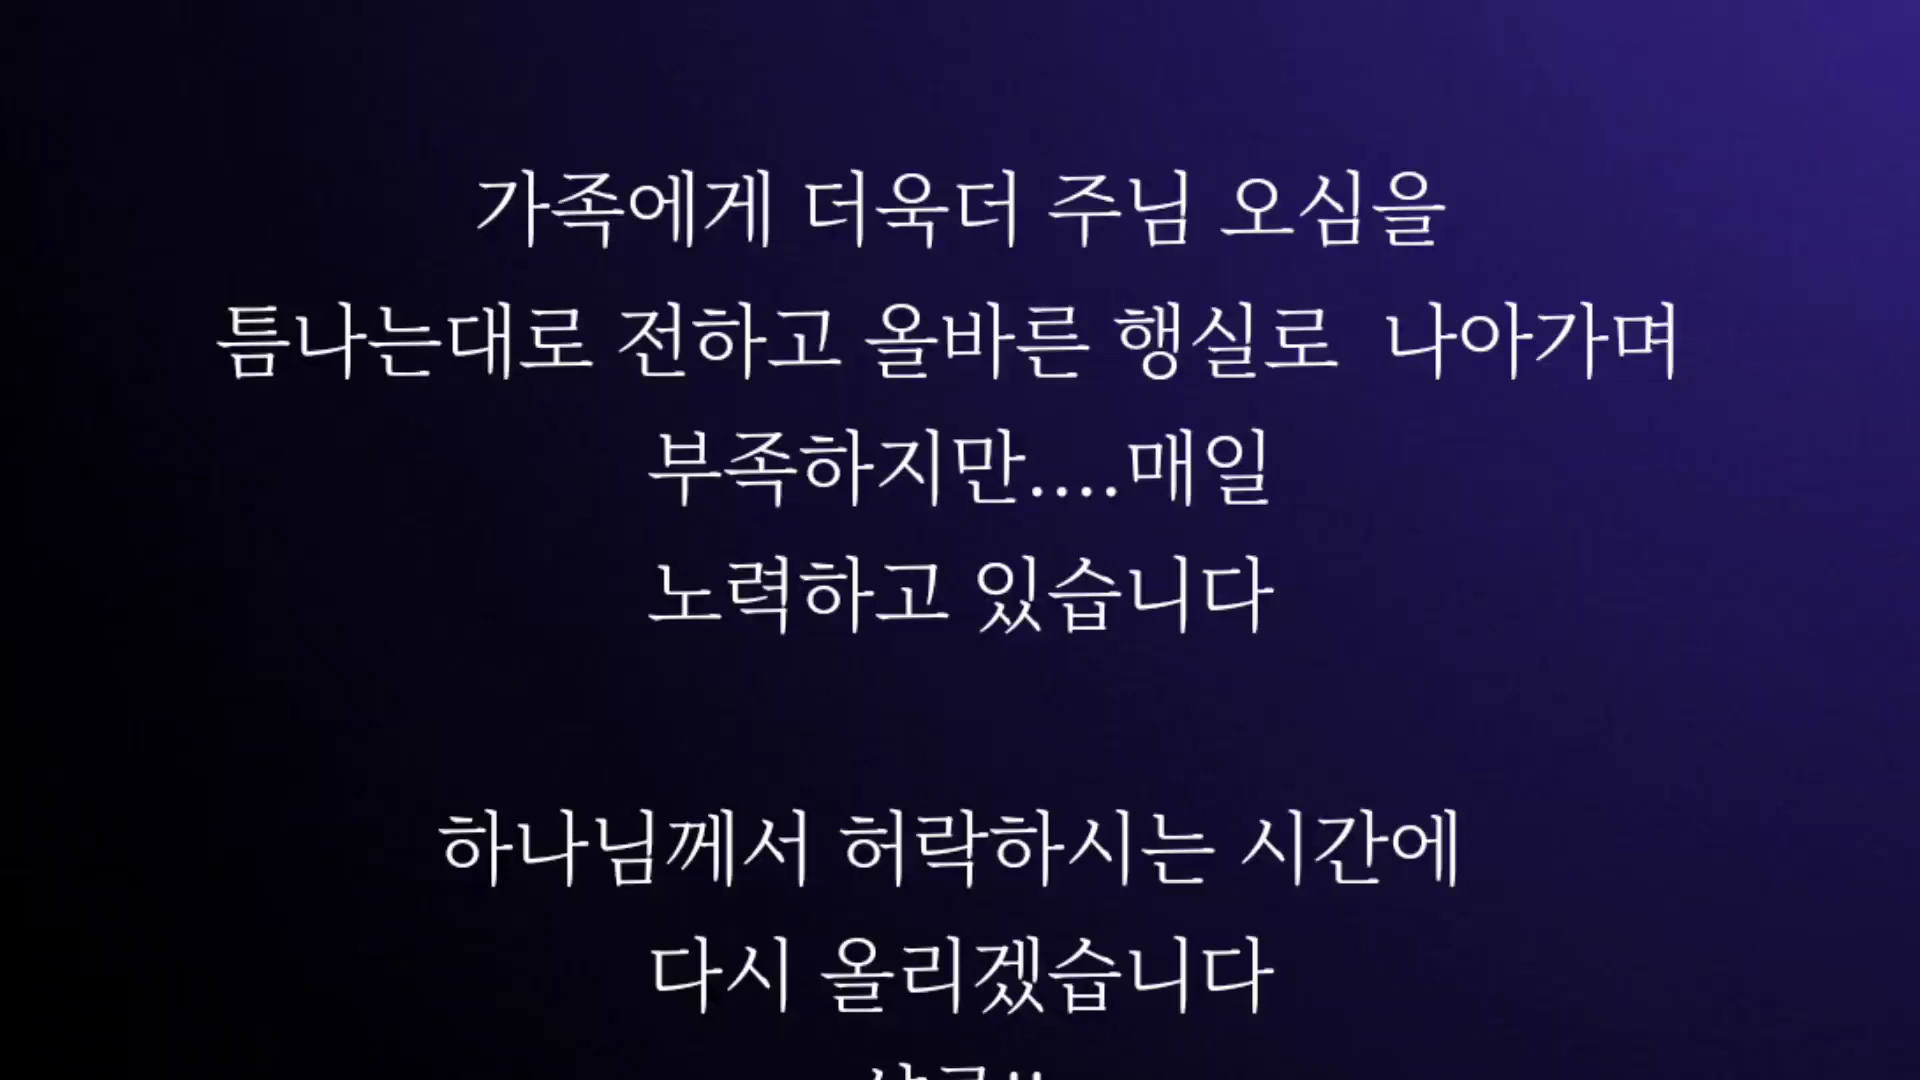 가족에게 더욱더 주님 오심을
틈나는대로 전하고 올바른 행실로 나아가며
부족하지만....매일
노력하고 있습니다
하나님께서 허락하시는 시간에
다시 올리겠습니다